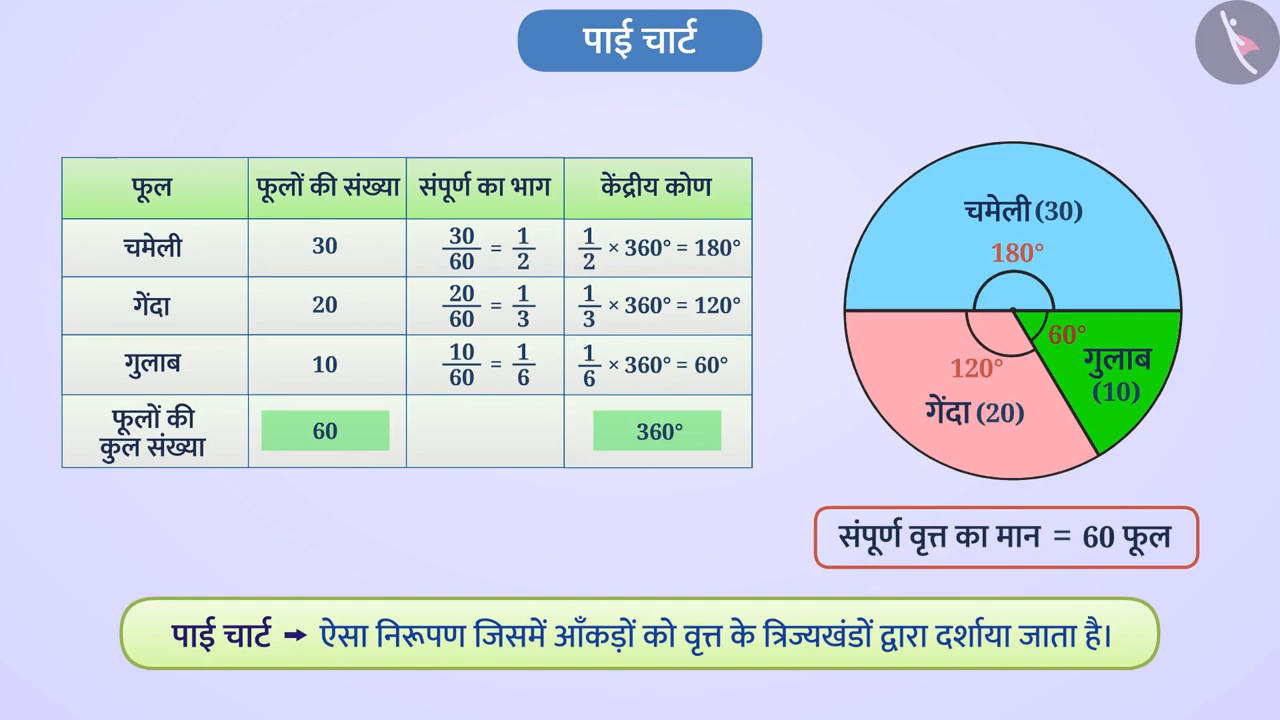 पाई चार्ट
फूल फूलों की संख्या संपूर्ण का भाग केंद्रीय कोण
चमेली 30 30/60 = 1/2 1/2 × 360° = 180°
गेंदा 20 20/60 = 1/3 1/3 × 360° = 120°
गुलाब 10 10/60 = 1/6 1/6 × 360° = 60°
फूलों की
कुल संख्या 60 360°
चमेली (30)
180°
60°
120°
गुलाब
(10)
गेंदा (20)
संपूर्ण वृत्त का मान = 60 फूल
पाई चार्ट ➡ ऐसा निरूपण जिसमें आँकड़ों को वृत्त के त्रिज्यखंडों द्वारा दर्शाया जाता है।